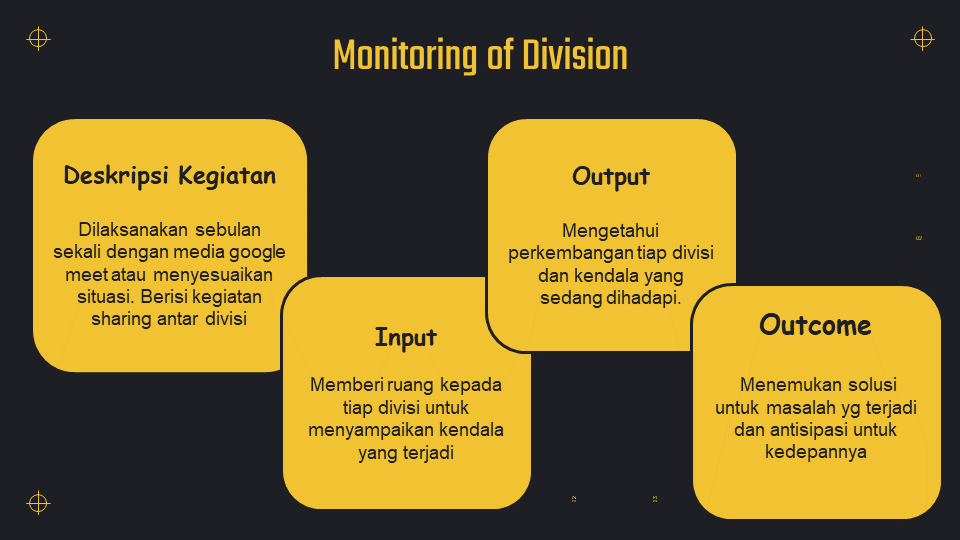 Monitoring of Division
Deskripsi Kegiatan
Dilaksanakan sebulan
sekali dengan media google
meet atau menyesuaikan
situasi. Berisi kegiatan
sharing antar divisi
Input
Memberi ruang kepada
tiap divisi untuk
menyampaikan kendala
yang terjadi
Output
Mengetahui
perkembangan tiap divisi
dan kendala yang
sedang dihadapi.
Outcome
Menemukan solusi
untuk masalah yg terjadi
dan antisipasi untuk
kedepannya
12
13